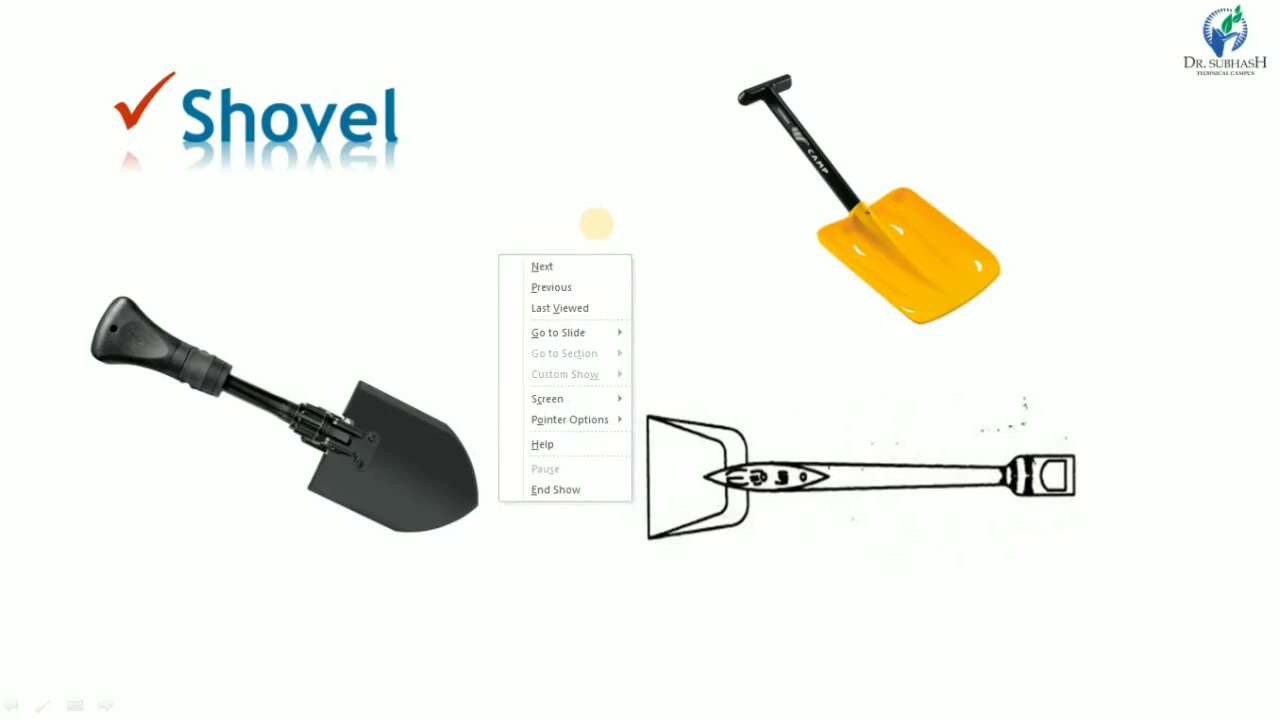 DR. SUBHASH
TECHNICAL CAMPUS
Shovel
CAMP
Next
Previous
Last Viewed
Go to Slide
Go to Section
Custom Show
Screen
Pointer Options
Help
Pause
End Show